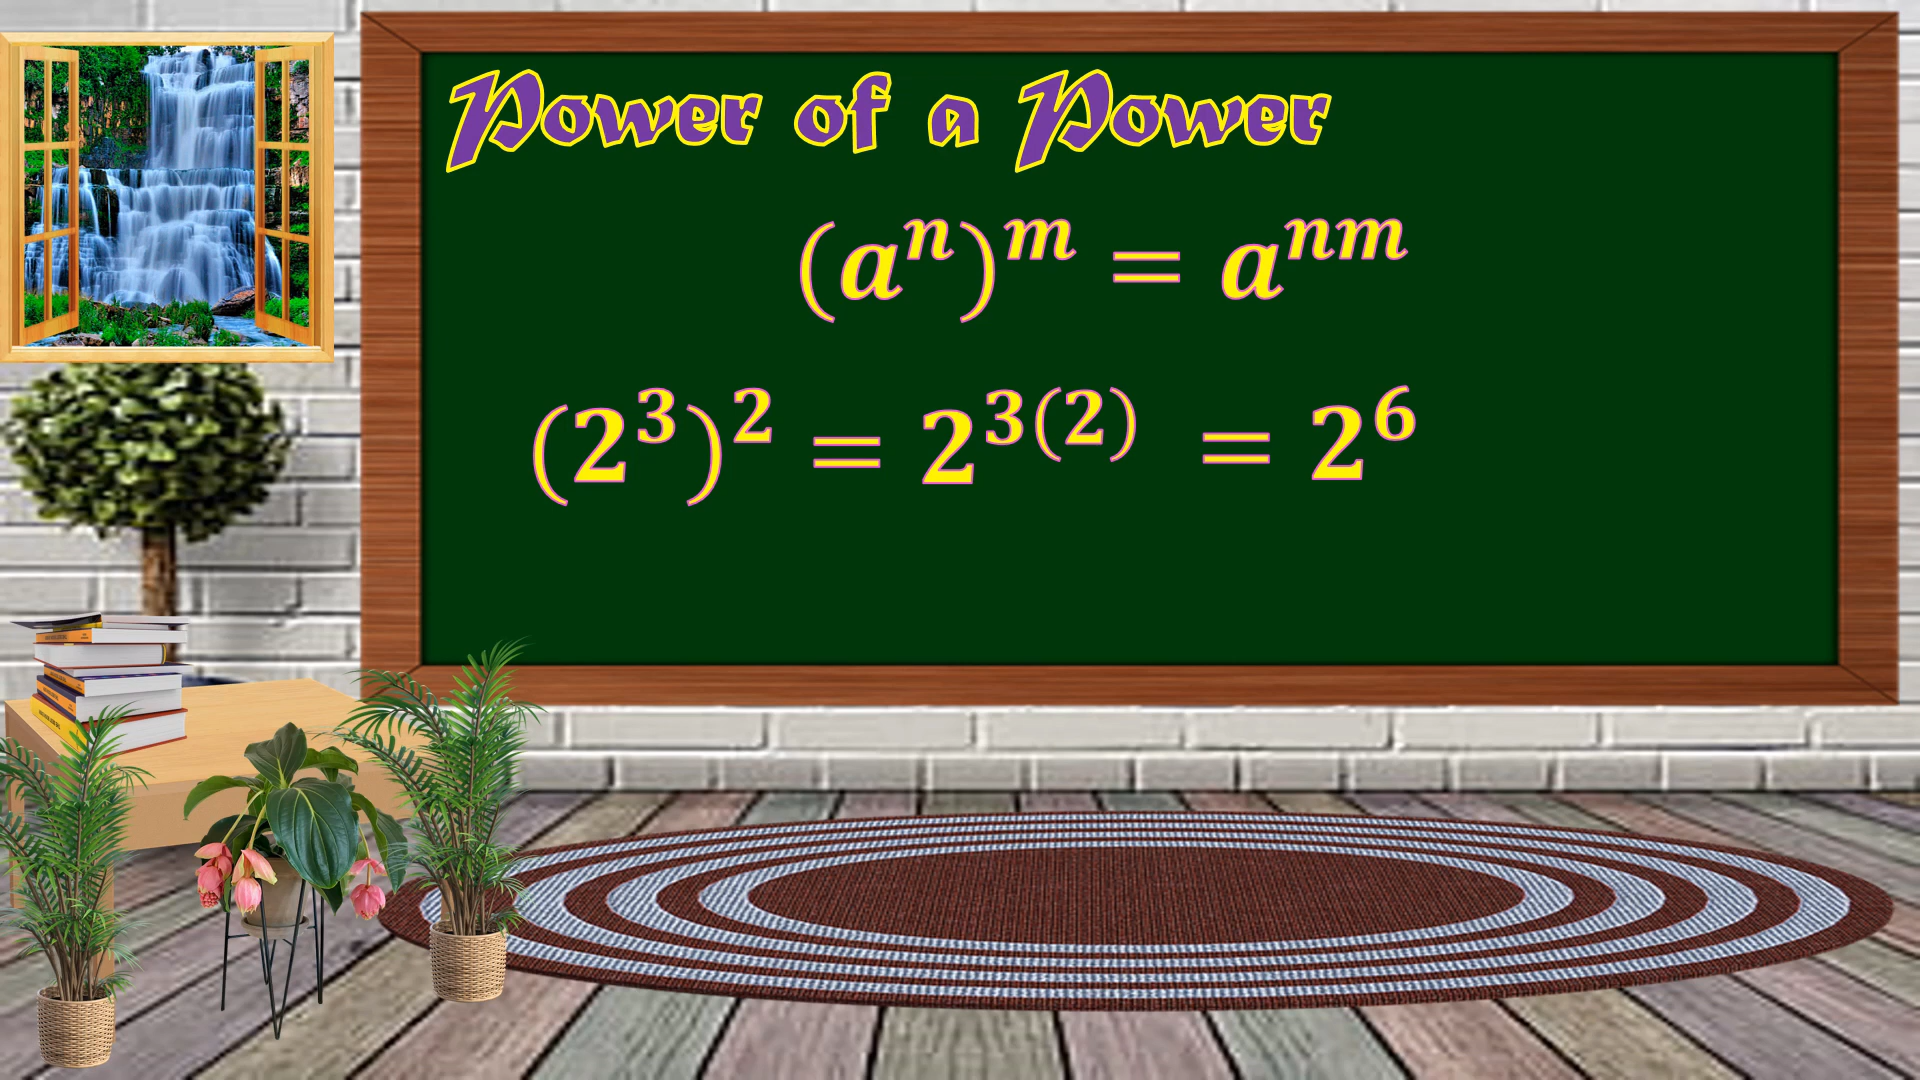 Power of a Power
(aⁿ)ᵐ = aⁿᵐ
(2³)² = 2³⁽²⁾ = 2⁶